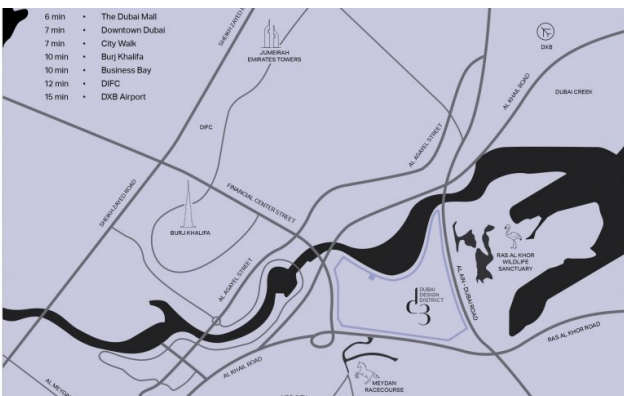 6 min • The Dubai Mall
7 min • Downtown Dubai
7 min • City Walk
10 min • Burj Khalifa
10 min • Business Bay
12 min • DIFC
15 min • DXB Airport
SHEIKH ZAYED
JUMEIRAH
EMIRATES TOWERS
DXB
AL KHAIL ROAD
DUBAI CREEK
DIFC
AL ASAYEL STREET
SHEIKH ZAYED ROAD
FINANCIAL CENTER STREET
BURJ KHALIFA
RAS AL KHOR
WILDLIFE
SANCTUARY
AL ASAYEL STREET
DUBAI
DESIGN
DISTRICT
d3
AL AIN - DUBAI ROAD
RAS AL KHOR ROAD
AL KHAIL ROAD
MEYDAN
RACECOURSE